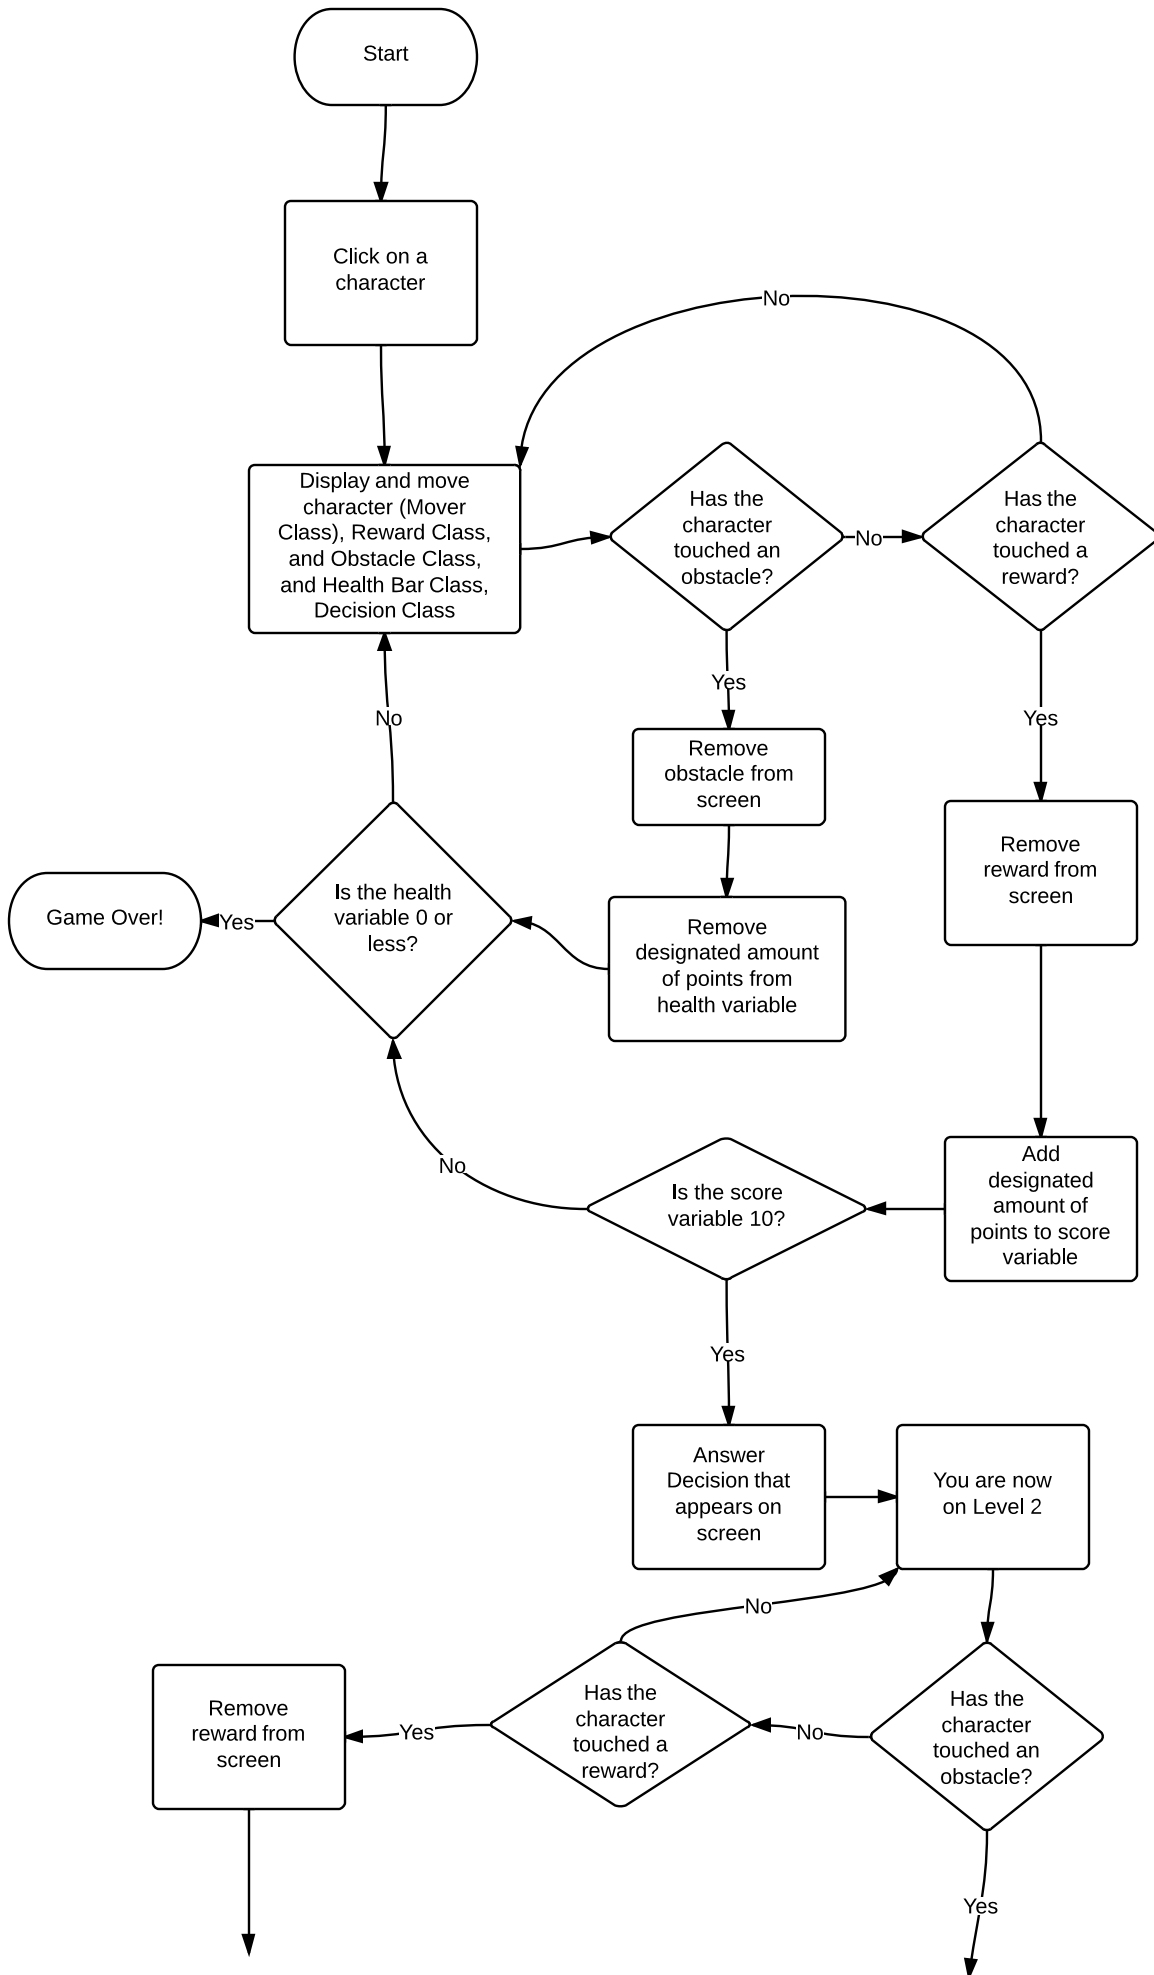 Start
Click on a
character
No
Display and move
character (Mover
Class), Reward Class,
and Obstacle Class,
and Health Bar Class,
Decision Class
Has the
character
touched an
obstacle?
No
Has the
character
touched a
reward?
Yes
Yes
No
Remove
obstacle from
screen
Remove
reward from
screen
Game Over!
Yes
Is the health
variable 0 or
less?
Remove
designated amount
of points from
health variable
No
Is the score
variable 10?
Add
designated
amount of
points to score
variable
Yes
Answer
Decision that
appears on
screen
You are now
on Level 2
No
Remove
reward from
screen
Yes
Has the
character
touched a
reward?
No
Has the
character
touched an
obstacle?
Yes